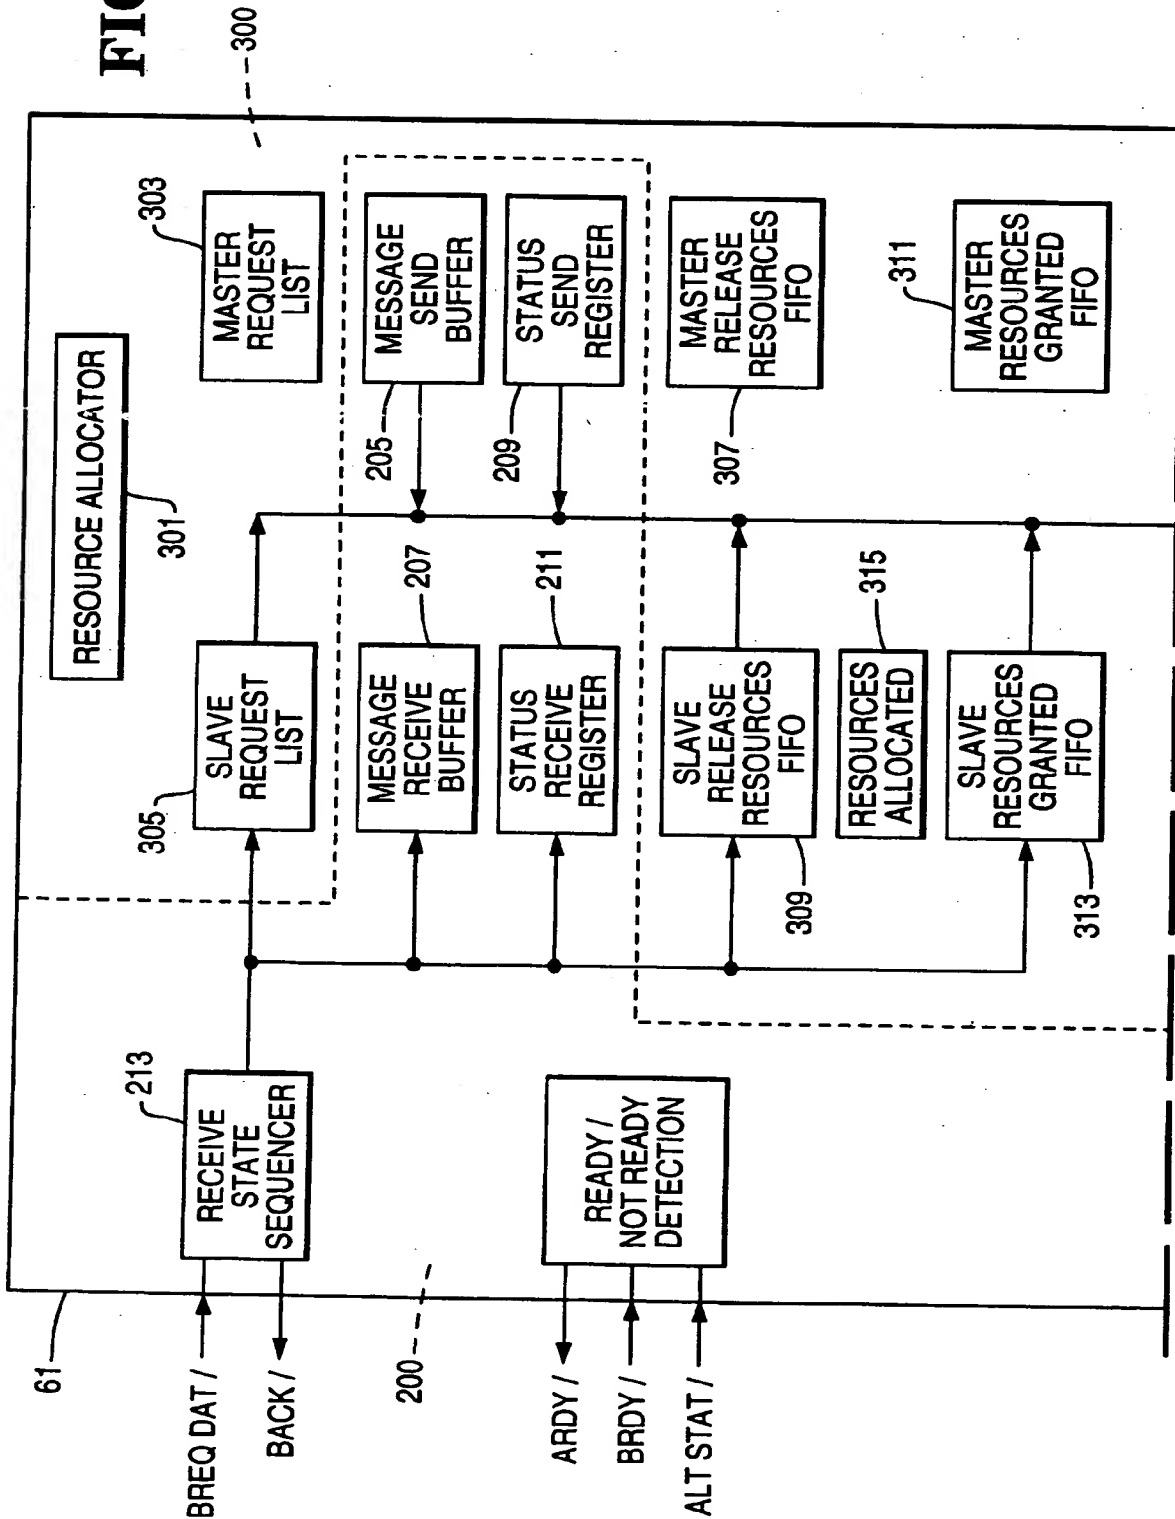 FIG
300
61
RESOURCE ALLOCATOR
301
303
MASTER
REQUEST
LIST
305
SLAVE
REQUEST
LIST
213
RECEIVE
STATE
SEQUENCER
BREQ DAT /
BACK /
MESSAGE
SEND
BUFFER
205
207
MESSAGE
RECEIVE
BUFFER
200
STATUS
SEND
REGISTER
209
211
STATUS
RECEIVE
REGISTER
READY /
NOT READY
DETECTION
ARDY /
BRDY /
ALT STAT /
MASTER
RELEASE
RESOURCES
FIFO
307
SLAVE
RELEASE
RESOURCES
FIFO
309
315
RESOURCES
ALLOCATED
311
MASTER
RESOURCES
GRANTED
FIFO
SLAVE
RESOURCES
GRANTED
FIFO
313